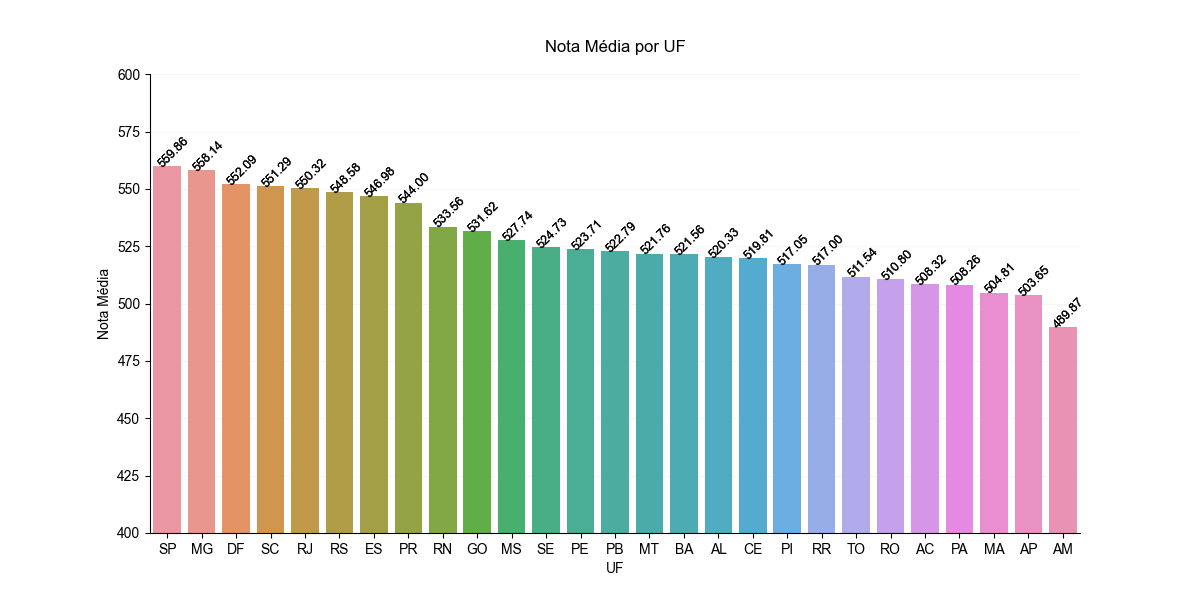 Nota Média por UF
Nota Média
600
575
550
525
500
475
450
425
400
559.86 558.14 552.09 551.29 550.32 548.58 546.98 544.00 533.56 531.62 527.74 524.73 523.71 522.79 521.76 521.56 520.33 519.81 517.05 517.00 511.54 510.80 508.32 508.26 504.81 503.65 489.87
SP MG DF SC RJ RS ES PR RN GO MS SE PE PB MT BA AL CE PI RR TO RO AC PA MA AP AM
UF